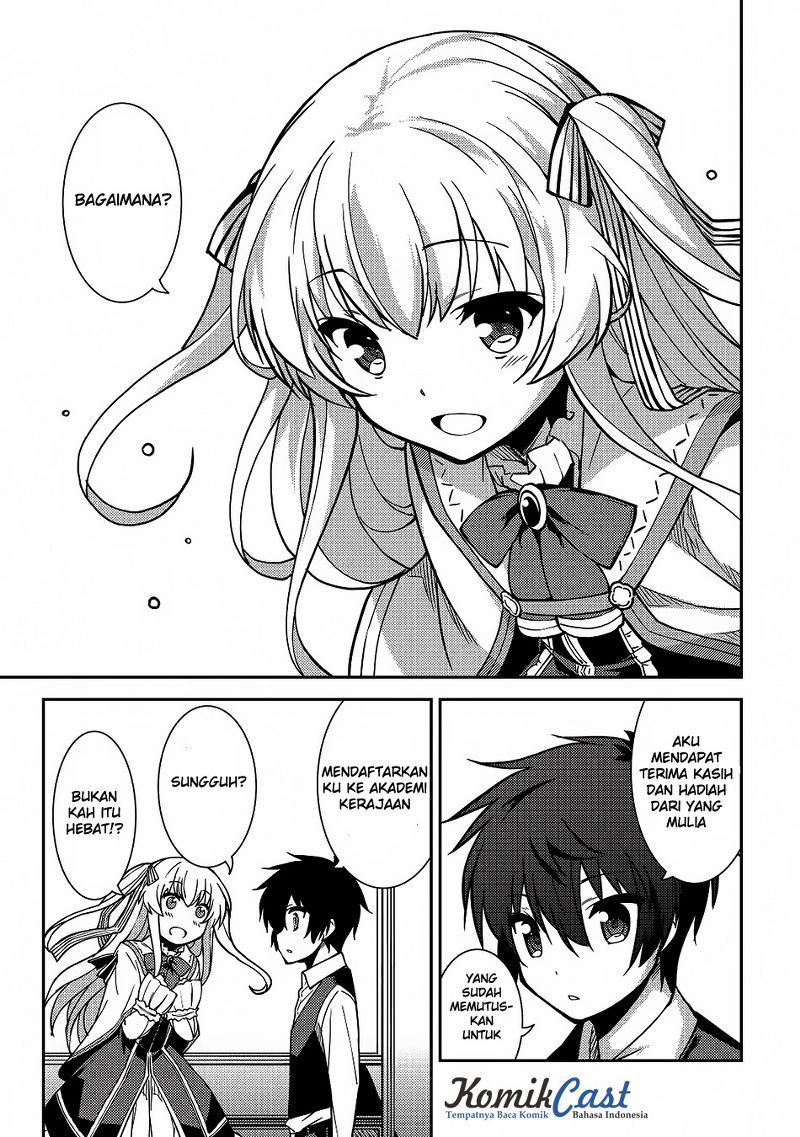 BAGAIMANA?
AKU
MENDAPAT
TERIMA KASIH
DAN HADIAH
DARI YANG
MULIA
YANG
SUDAH
MEMUTUS-
KAN
UNTUK
MENDAFTARKAN
KU KE AKADEMI
KERAJAAN
SUNGGUH?
BUKAN
KAH ITU
HEBAT!?
KomikCast
Tempatnya Baca Komik Bahasa Indonesia